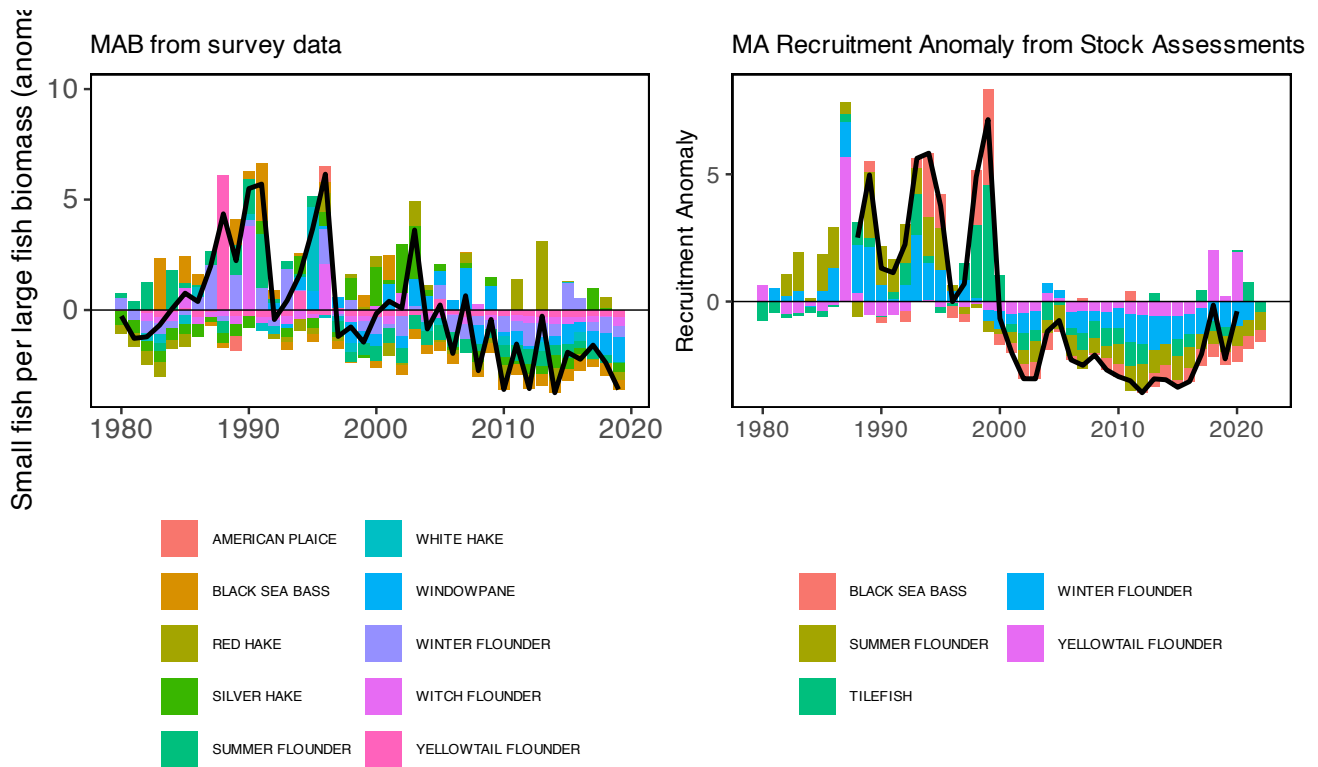 MAB from survey data
Small fish per large fish biomass
10
5
0
1980
1990
2000
2010
2020
AMERICAN PLAICE
BLACK SEA BASS
RED HAKE
SILVER HAKE
SUMMER FLOUNDER
WHITE HAKE
WINDOWPANE
WINTER FLOUNDER
WITCH FLOUNDER
YELLOWTAIL FLOUNDER
MA Recruitment Anomaly from Stock Assessments
Recruitment Anomaly
5
0
1980
1990
2000
2010
2020
BLACK SEA BASS
SUMMER FLOUNDER
TILEFISH
WINTER FLOUNDER
YELLOWTAIL FLOUNDER